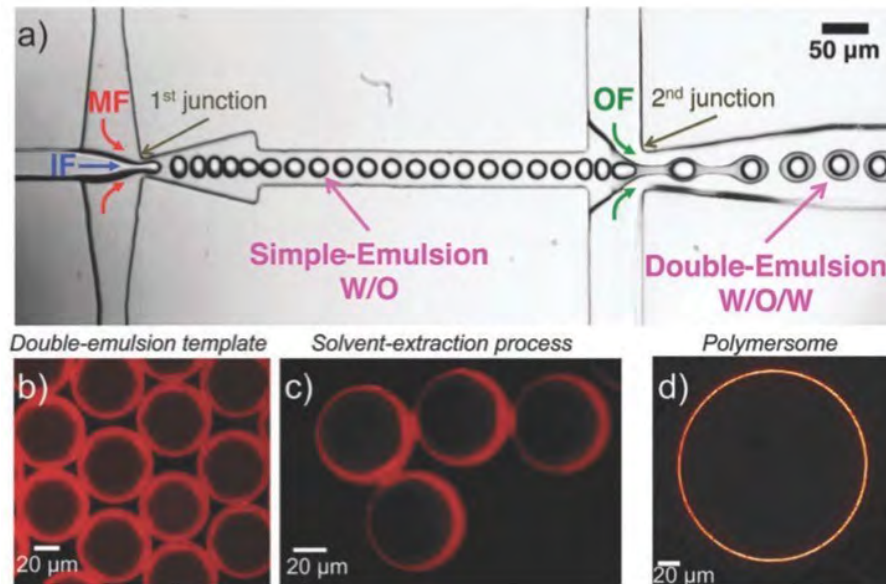 a)
50 µm
MF
1st junction
OF
2nd junction
IF
Simple-Emulsion
W/O
Double-Emulsion
W/O/W
Double-emulsion template
Solvent-extraction process
Polymersome
b)
c)
d)
20 µm
20 µm
20 µm